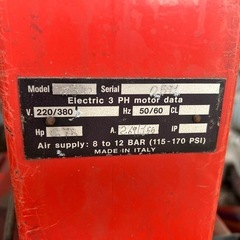 Model Serial
Electric 3 PH motor data
V. 220/380 Hz 50/60 CL
Hp A. IP
Air supply: 8 to 12 BAR (115-170 PSI)
MADE IN ITALY